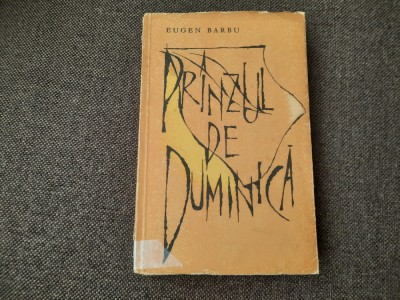 EUGEN BARBU
PRÎNZUL
DE
DUMINICĂ